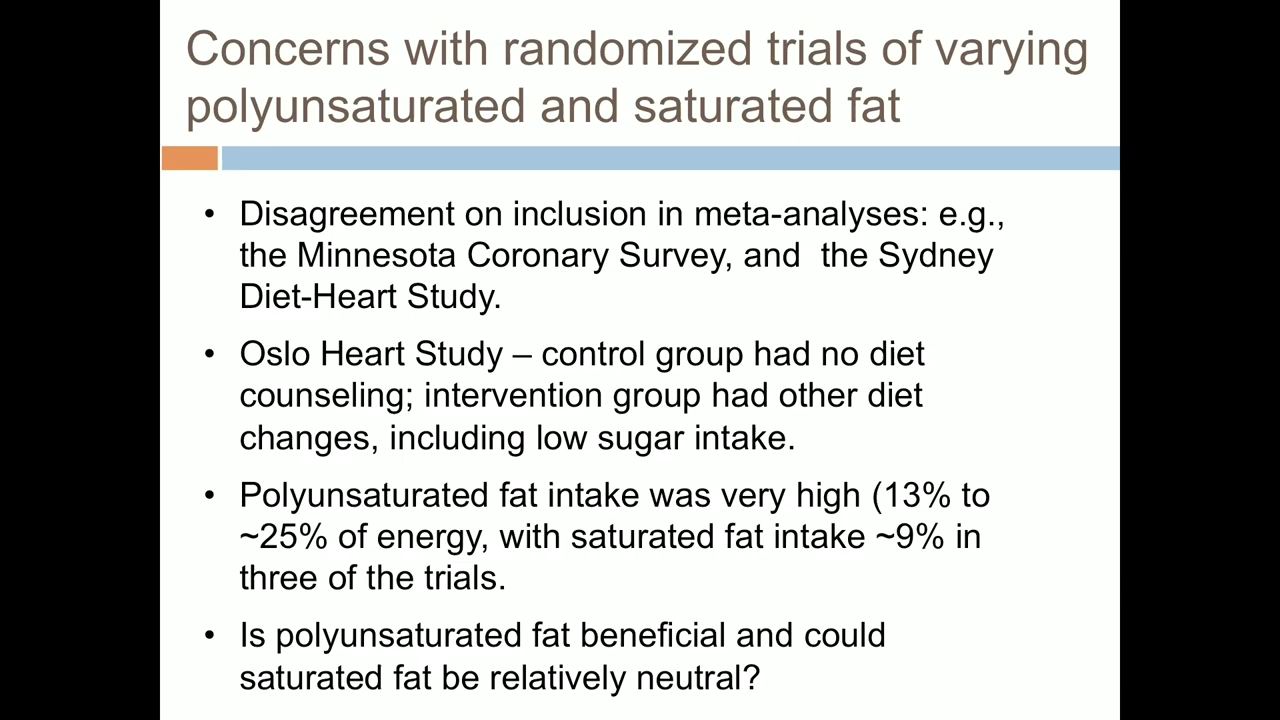 Concerns with randomized trials of varying
polyunsaturated and saturated fat
• Disagreement on inclusion in meta-analyses: e.g.,
the Minnesota Coronary Survey, and  the Sydney
Diet-Heart Study.
• Oslo Heart Study – control group had no diet
counseling; intervention group had other diet
changes, including low sugar intake.
• Polyunsaturated fat intake was very high (13% to
~25% of energy, with saturated fat intake ~9% in
three of the trials.
• Is polyunsaturated fat beneficial and could
saturated fat be relatively neutral?